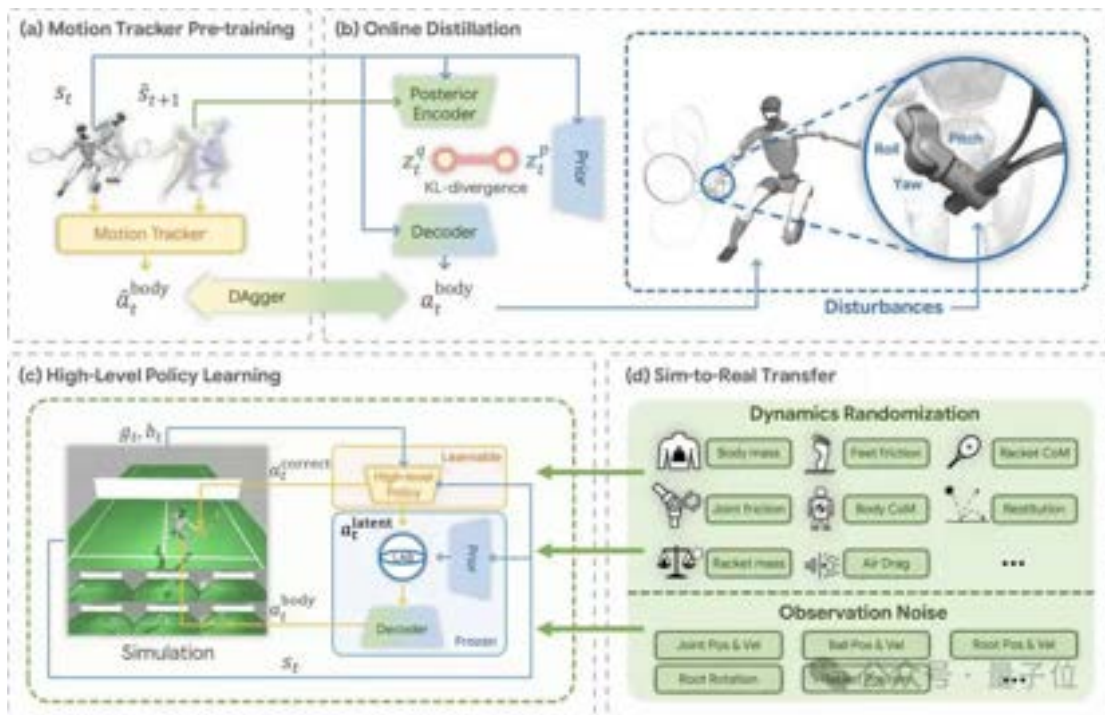 (a) Motion Tracker Pre-training
s_t
ŝ_{t+1}
Motion Tracker
â_t^body
(b) Online Distillation
Posterior
Encoder
z_t^q
z_t^p
KL-divergence
Prior
Decoder
DAgger
a_t^body
Roll
Pitch
Yaw
Disturbances
(c) High-Level Policy Learning
g_t, b_t
a_t^correct
Learnable
High-level
Policy
a_t^latent
LAB
Prior
a_t^body
Decoder
Frozen
Simulation
s_t
(d) Sim-to-Real Transfer
Dynamics Randomization
Body mass
Feet friction
Racket CoM
Joint friction
Body CoM
Restitution
Racket mass
Air Drag
...
Observation Noise
Joint Pos & Vel
Ball Pos & Vel
Root Pos & Vel
Root Rotation
...
公众号 · 量子位